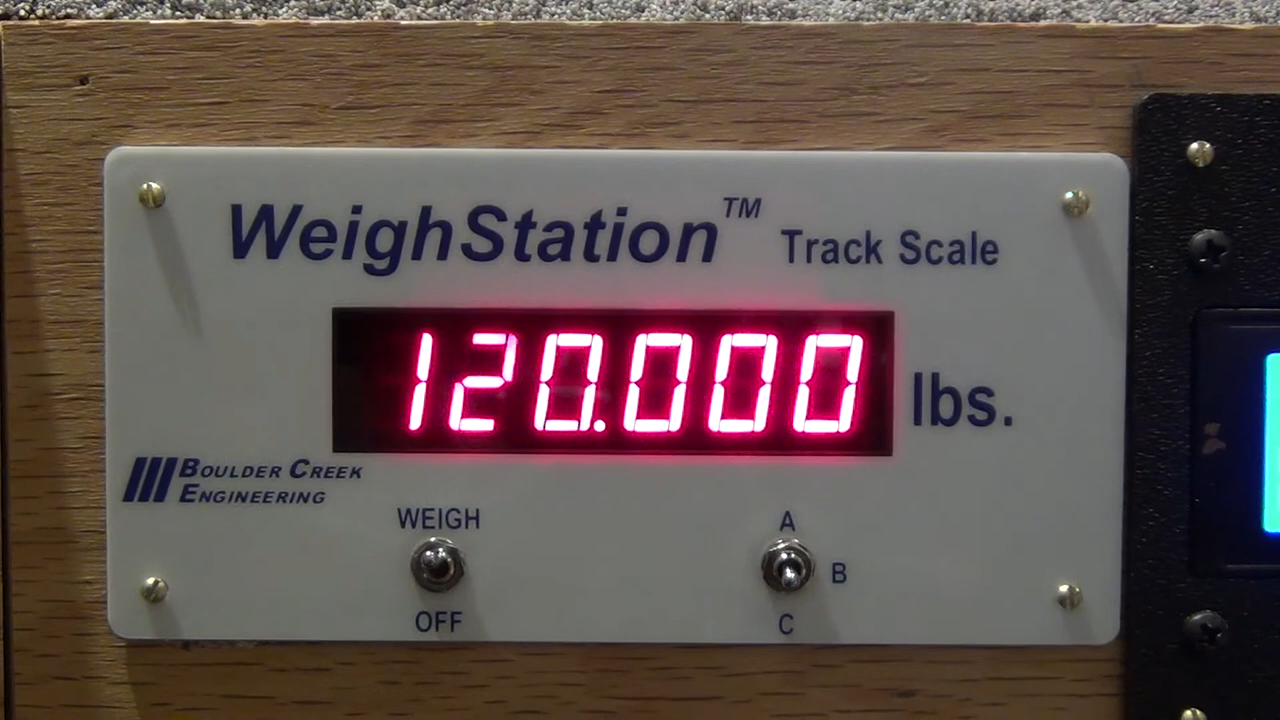 WeighStation™ Track Scale
120.000 lbs.
BOULDER CREEK
ENGINEERING
WEIGH
OFF
A
B
C